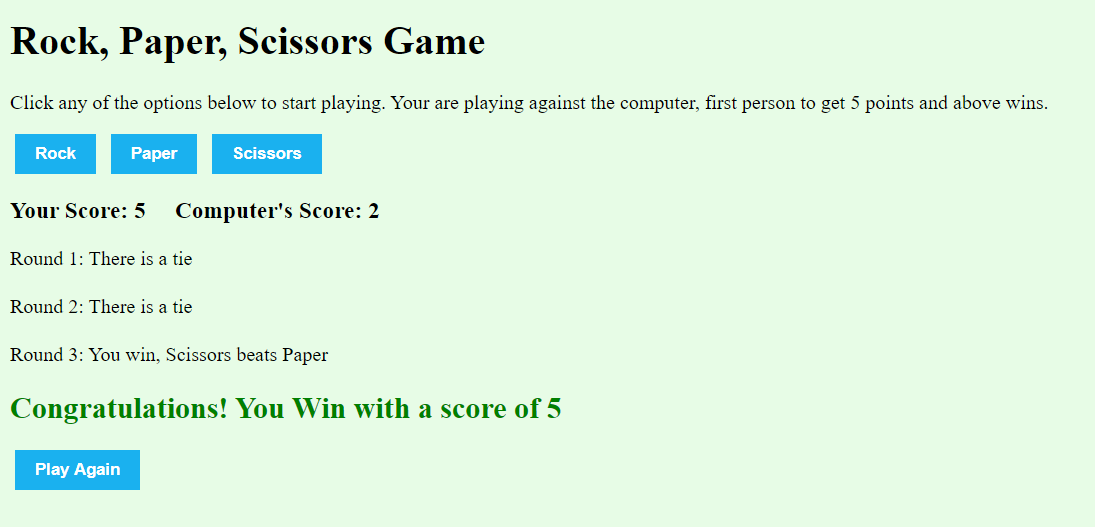 Rock, Paper, Scissors Game
Click any of the options below to start playing. Your are playing against the computer, first person to get 5 points and above wins.
Rock Paper Scissors
Your Score: 5 Computer's Score: 2
Round 1: There is a tie
Round 2: There is a tie
Round 3: You win, Scissors beats Paper
Congratulations! You Win with a score of 5
Play Again